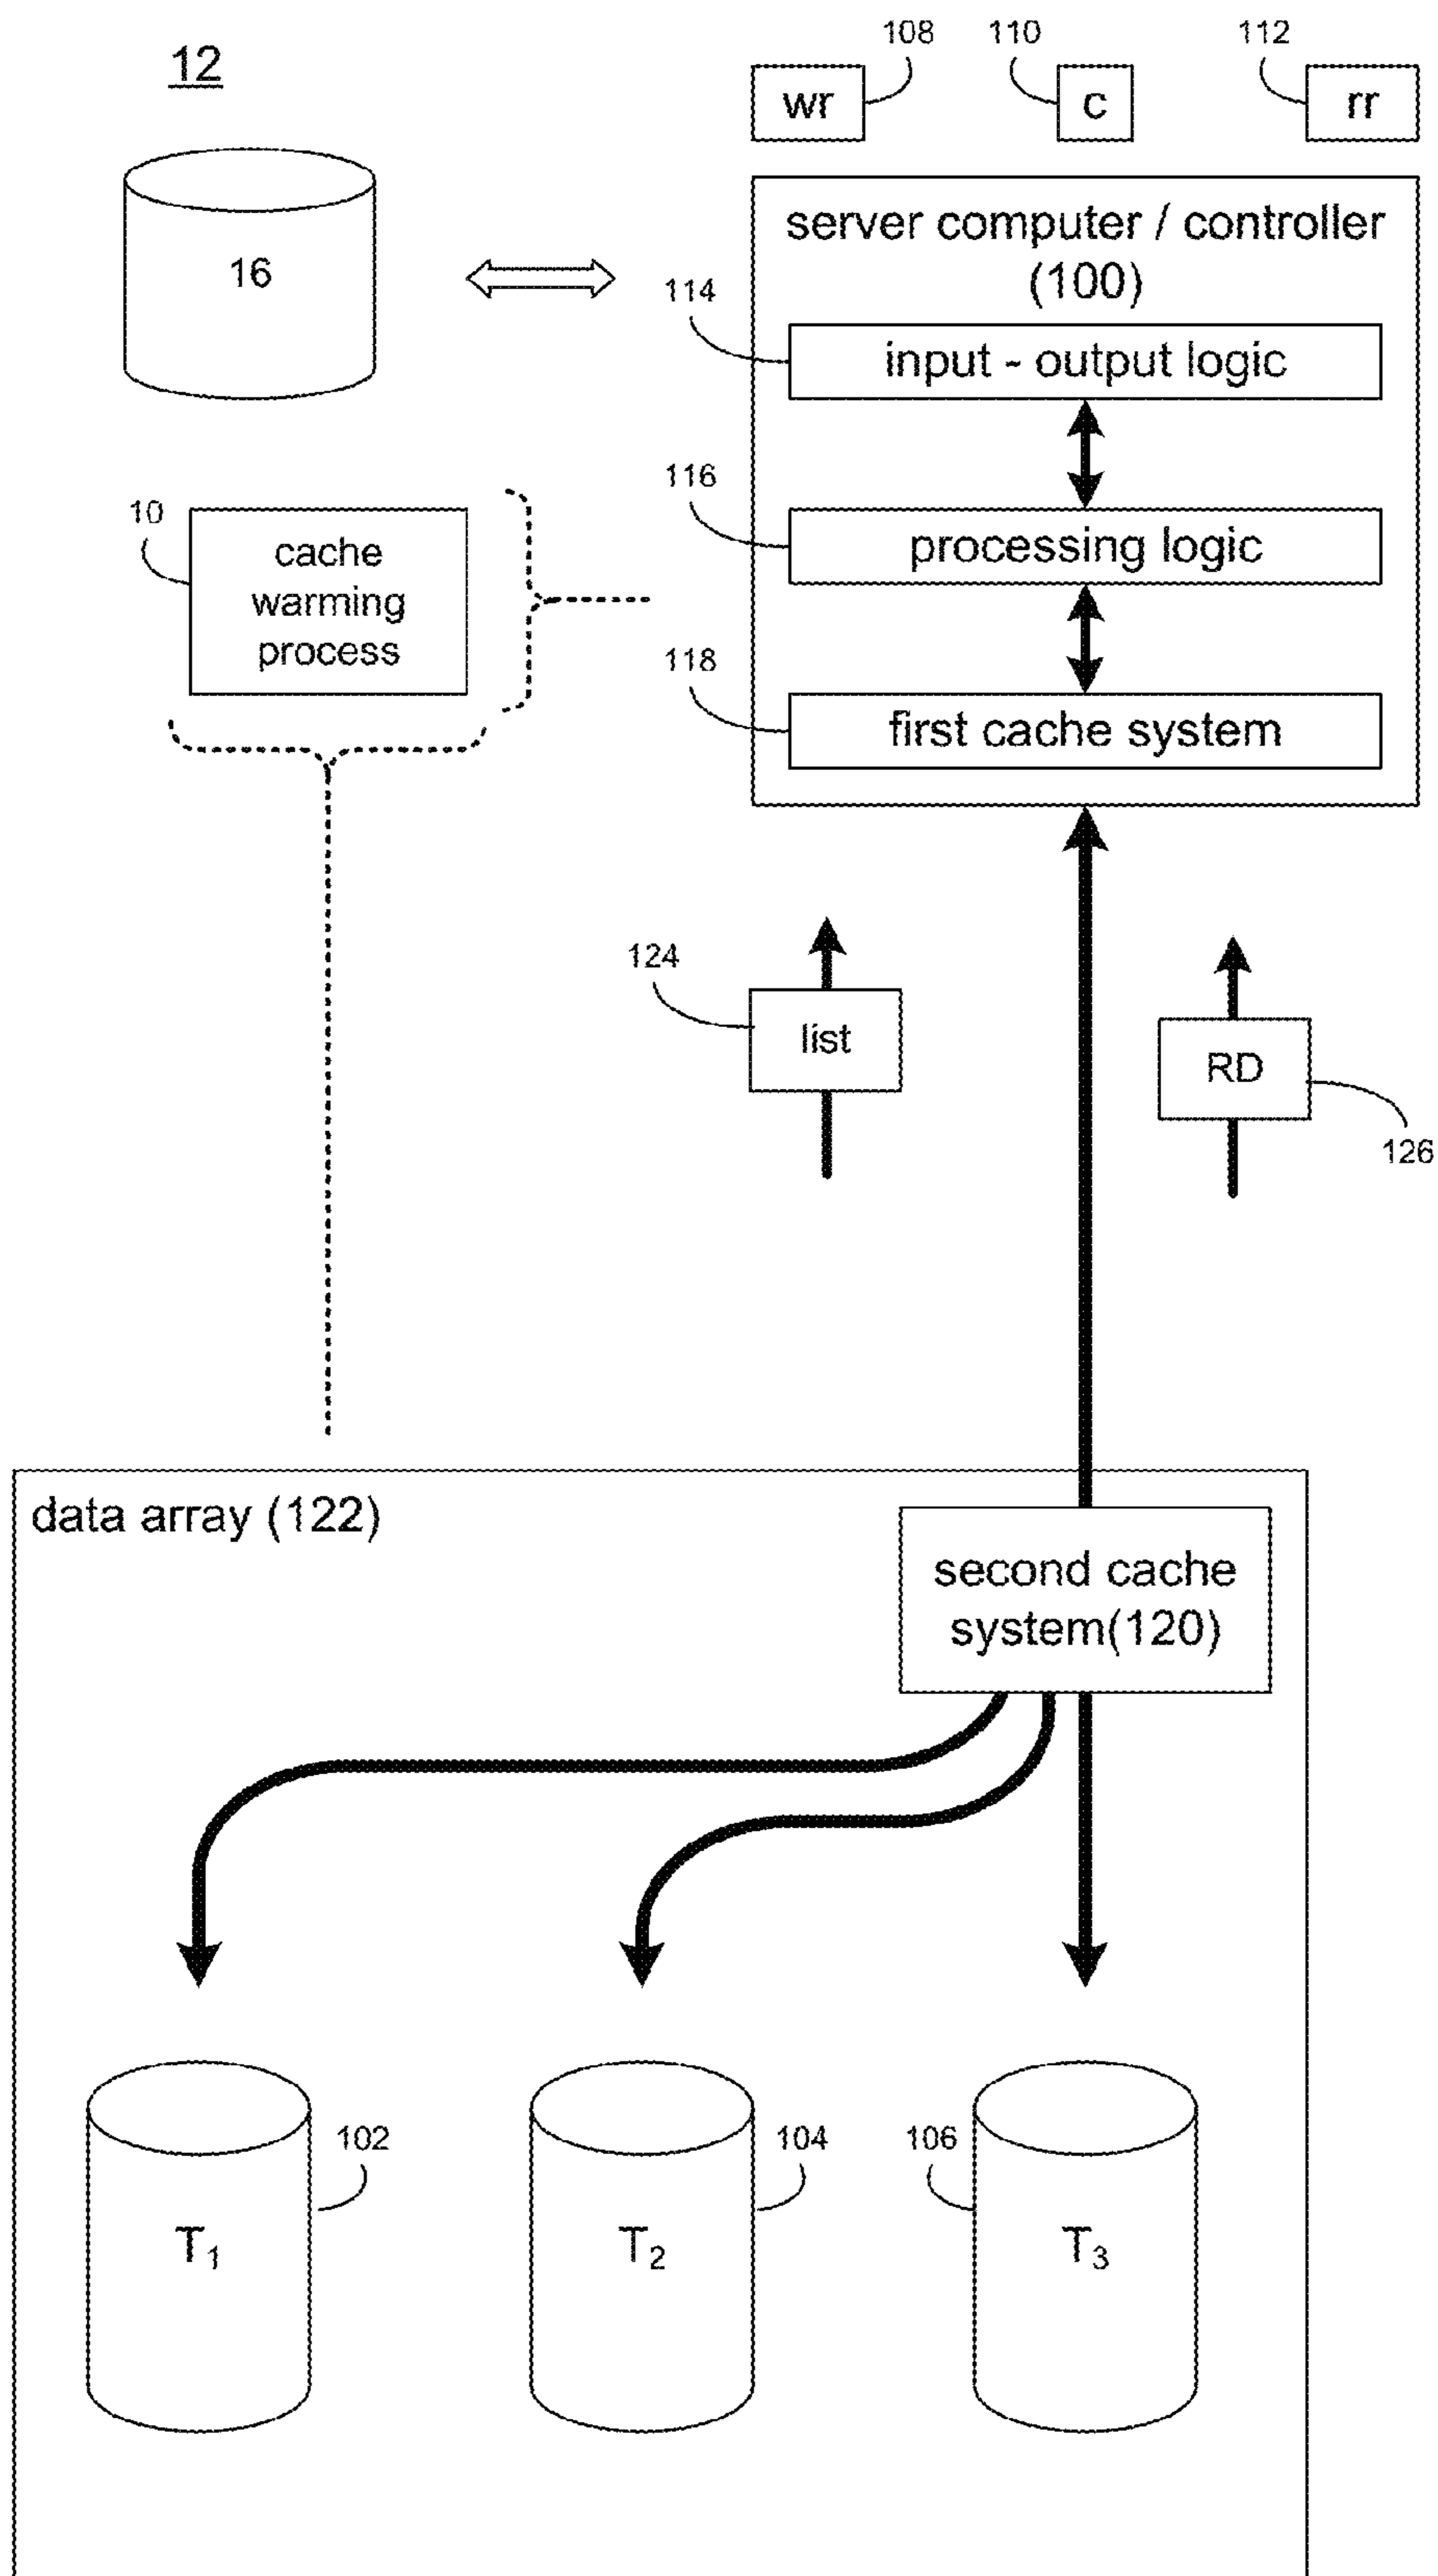 12
108
110
112
wr
c
rr
16
server computer / controller
(100)
114
input - output logic
116
processing logic
118
first cache system
10
cache
warming
process
124
list
RD
126
data array (122)
second cache
system(120)
102
104
106
T1
T2
T3